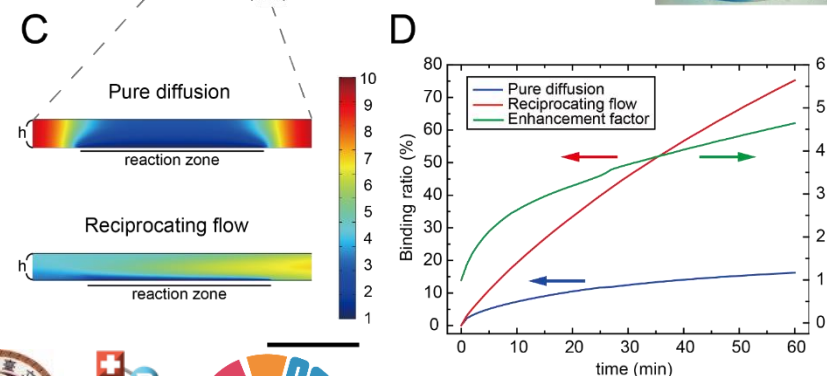 C
Pure diffusion
h
reaction zone
Reciprocating flow
h
reaction zone
10
9
8
7
6
5
4
3
2
1
D
Pure diffusion
Reciprocating flow
Enhancement factor
Binding ratio (%)
80
70
60
50
40
30
20
10
0
6
5
4
3
2
1
0
0 10 20 30 40 50 60
time (min)